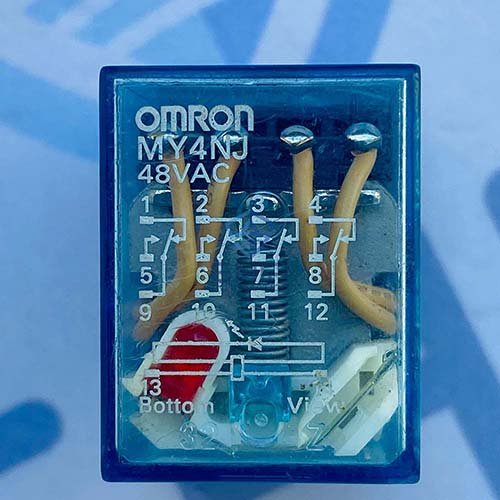 omron
MY4NJ
48VAC
1 2 3 4
5 6 7 8
9 10 11 12
13
Bottom View